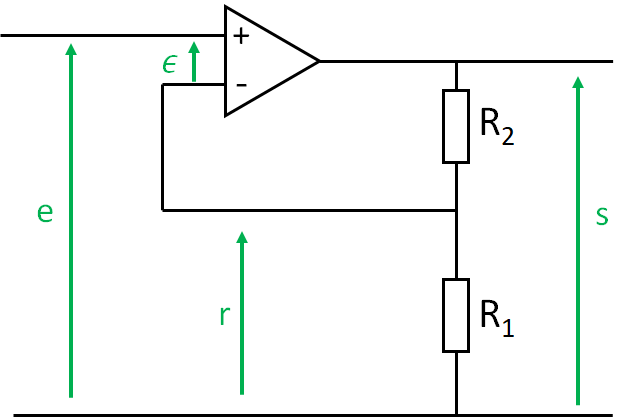 +
ϵ
-
R₂
e
s
r
R₁